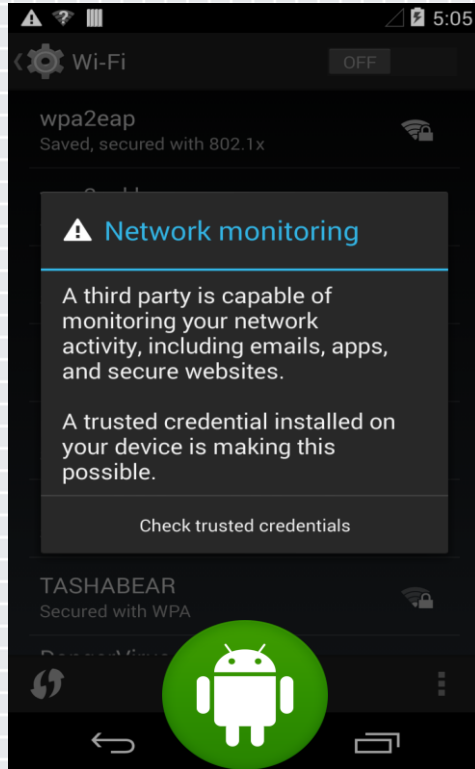 5:05
Wi-Fi
OFF
wpa2eap
Saved, secured with 802.1x
Network monitoring
A third party is capable of
monitoring your network
activity, including emails, apps,
and secure websites.
A trusted credential installed on
your device is making this
possible.
Check trusted credentials
TASHABEAR
Secured with WPA